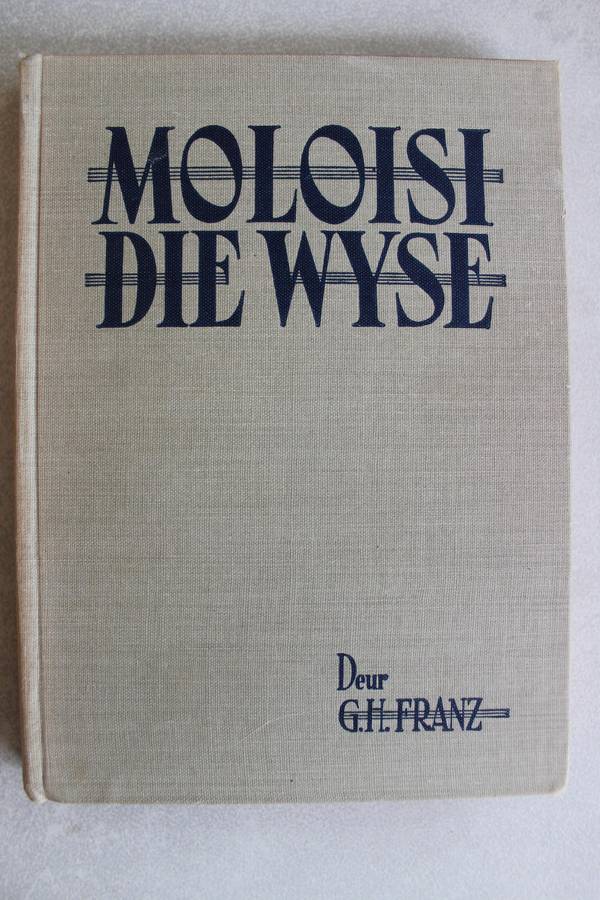 MOLOISI
DIE WYSE
Deur
G.H. FRANZ